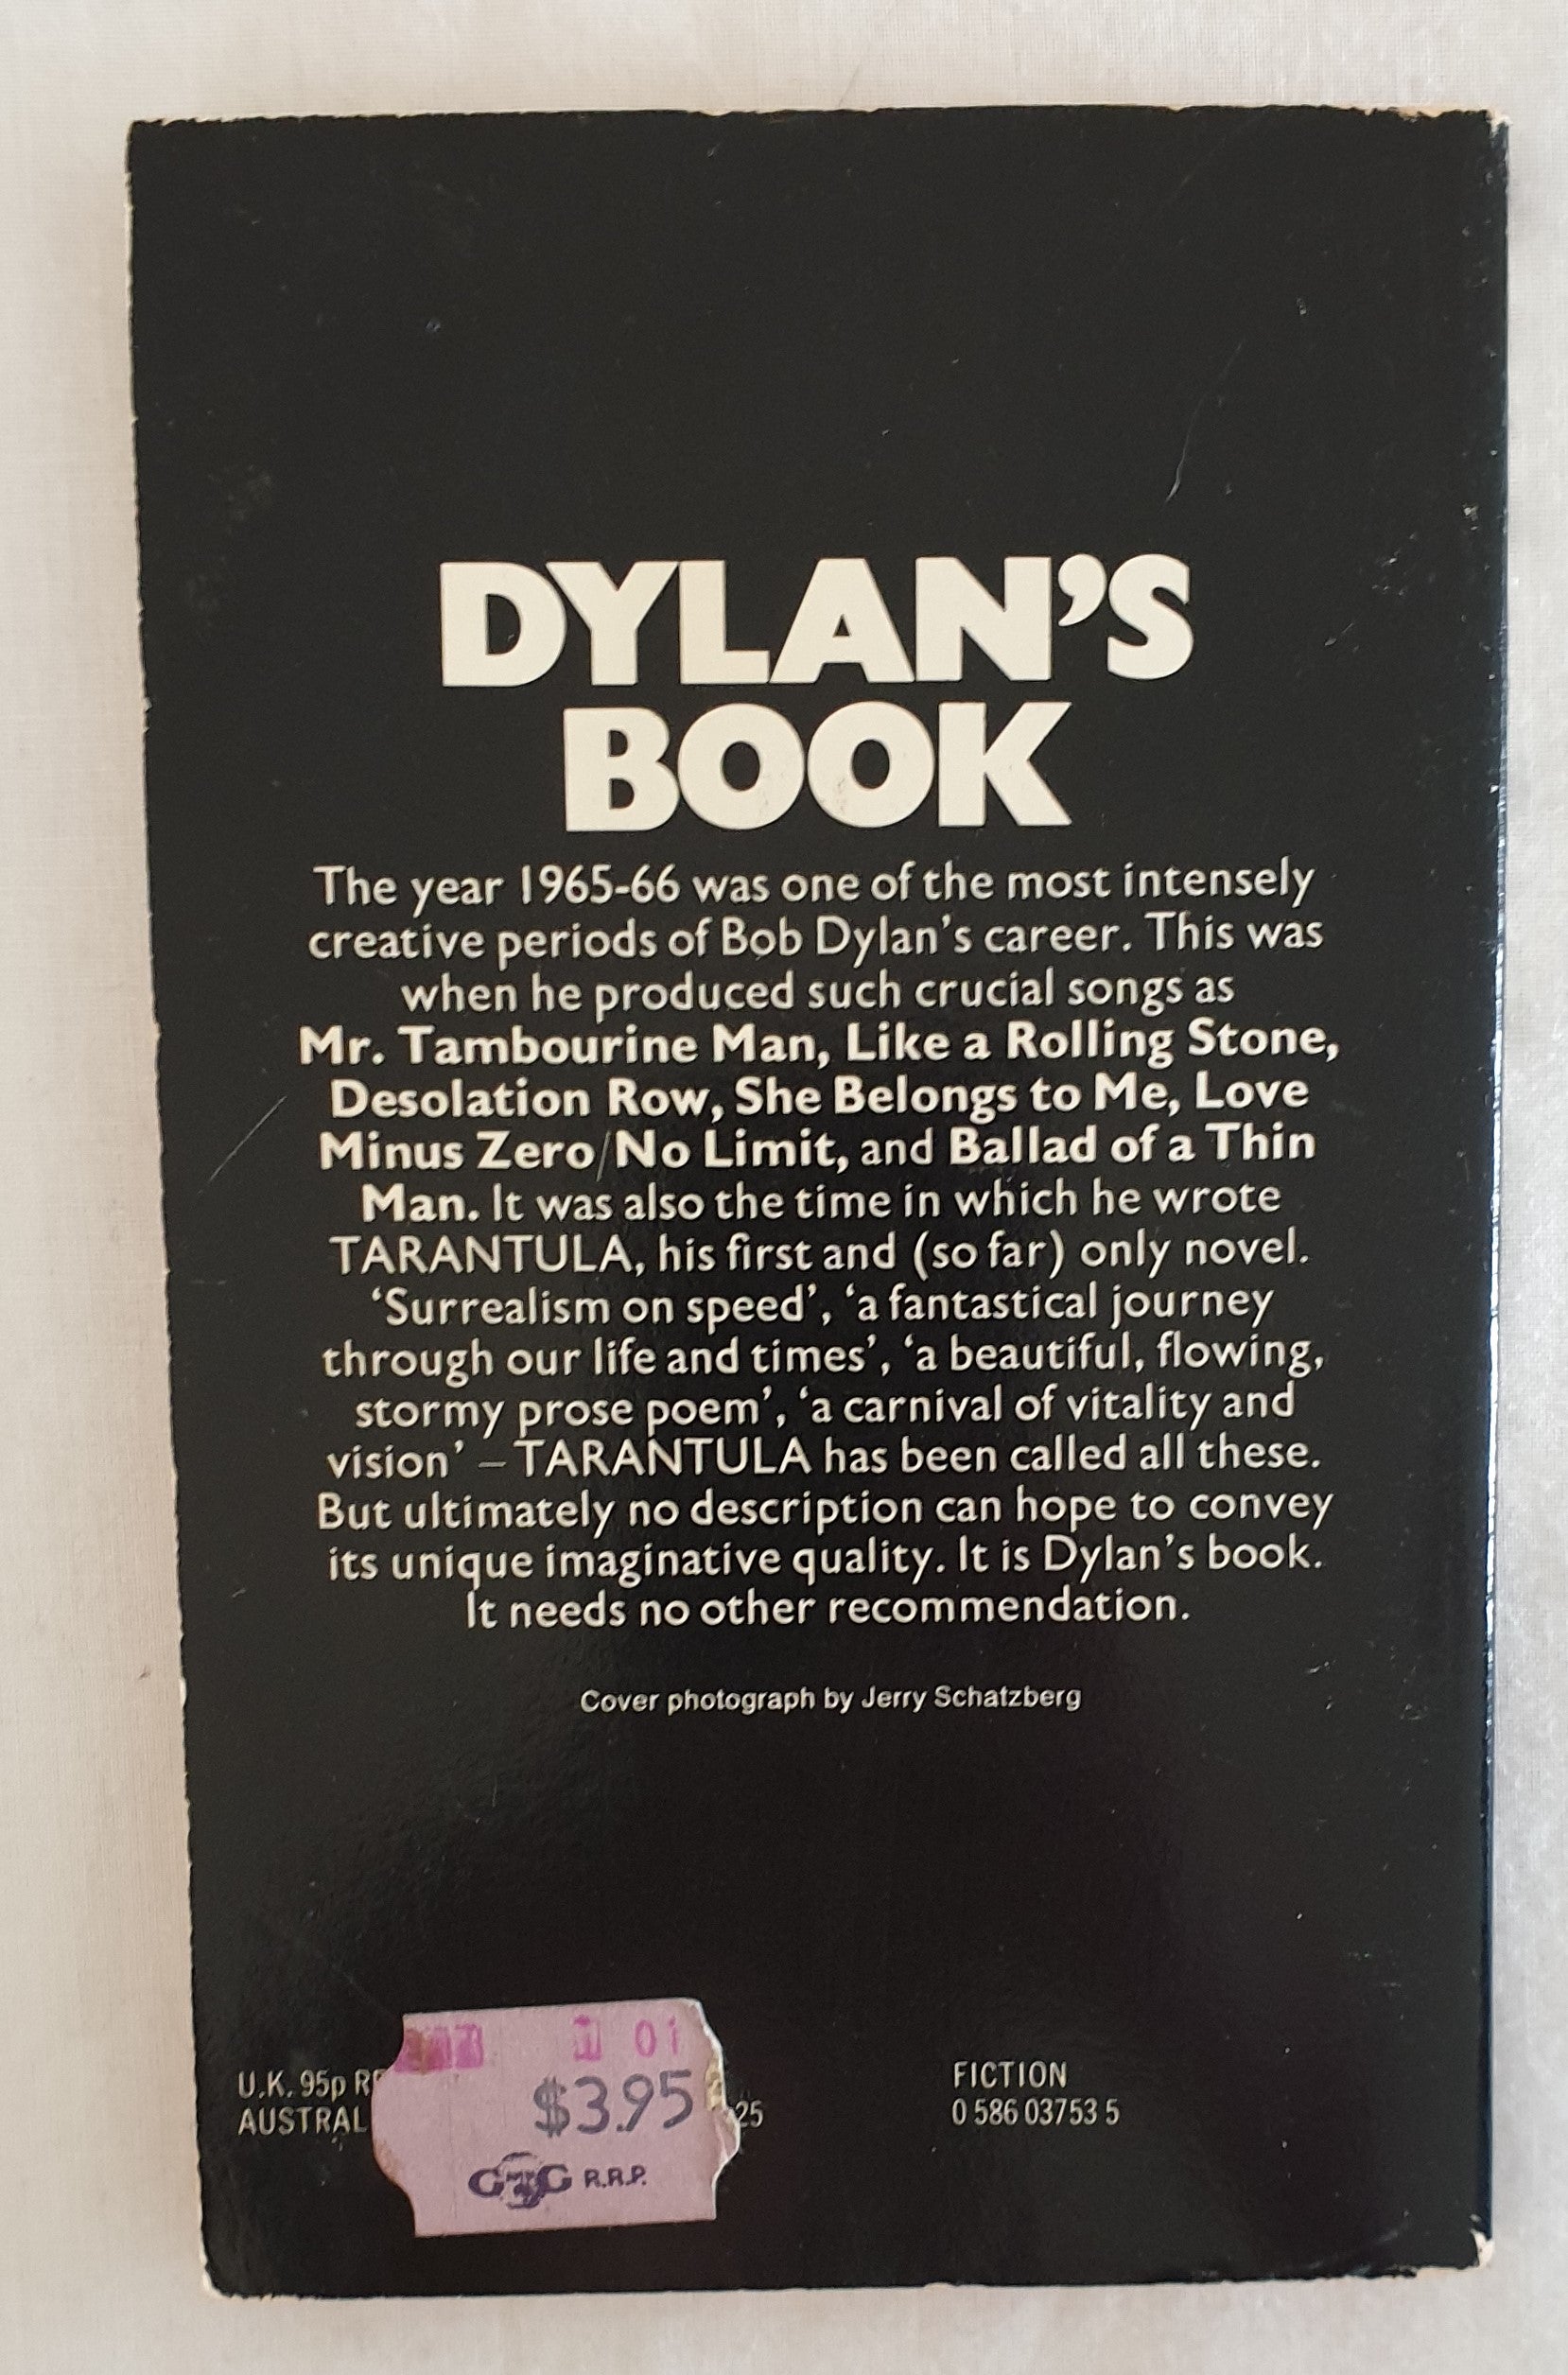 DYLAN’S
BOOK
The year 1965-66 was one of the most intensely
creative periods of Bob Dylan’s career. This was
when he produced such crucial songs as
Mr. Tambourine Man, Like a Rolling Stone,
Desolation Row, She Belongs to Me, Love
Minus Zero/No Limit, and Ballad of a Thin
Man. It was also the time in which he wrote
TARANTULA, his first and (so far) only novel.
‘Surrealism on speed’, ‘a fantastical journey
through our life and times’, ‘a beautiful, flowing,
stormy prose poem’, ‘a carnival of vitality and
vision’ – TARANTULA has been called all these.
But ultimately no description can hope to convey
its unique imaginative quality. It is Dylan’s book.
It needs no other recommendation.
Cover photograph by Jerry Schatzberg
01
$3.95
R.R.P.
U.K. 95p
25
FICTION
0 586 03753 5